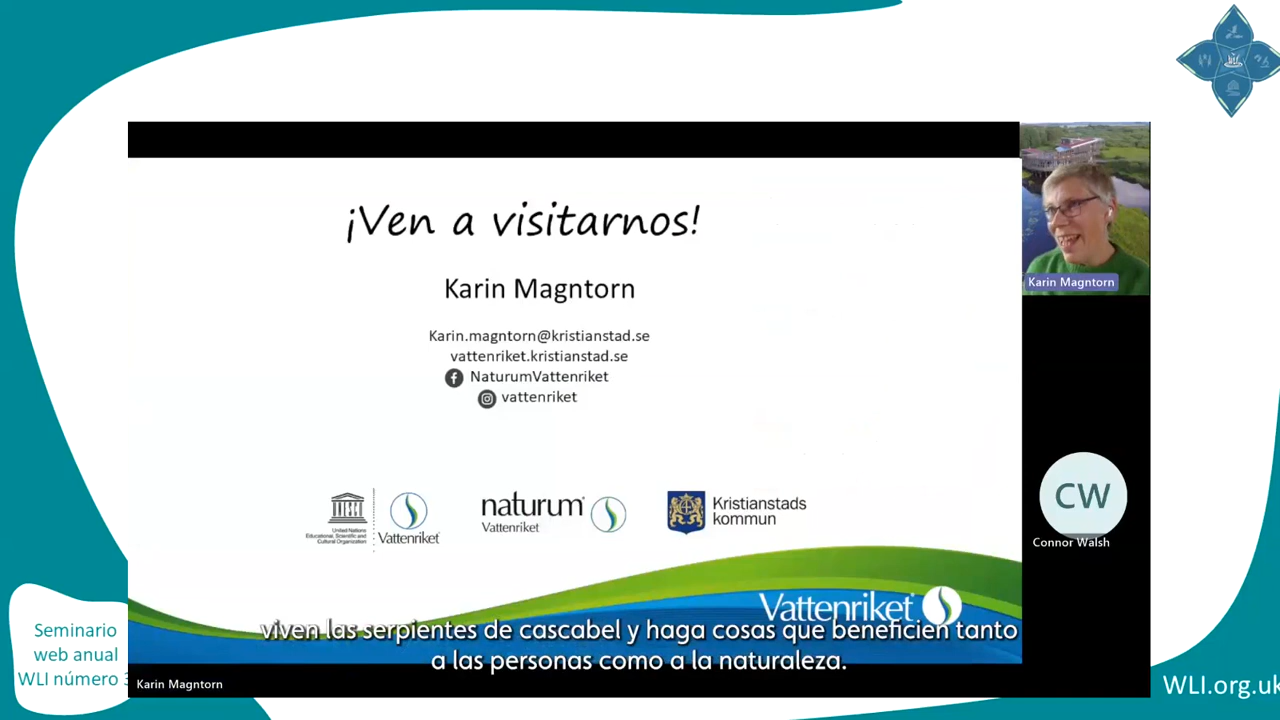 ¡Ven a visitarnos!
Karin Magntorn
Karin.magntorn@kristianstad.se
vattenriket.kristianstad.se
NaturumVattenriket
vattenriket
United Nations
Educational, Scientific and
Cultural Organization
Vattenriket
naturum
Vattenriket
Kristianstads
kommun
Vattenriket
viven las serpientes de cascabel y haga cosas que beneficien tanto
a las personas como a la naturaleza.
Karin Magntorn
Karin Magntorn
CW
Connor Walsh
Seminario
web anual
WLI número 3
WLI.org.uk